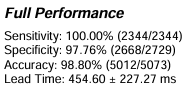 Full Performance
Sensitivity: 100.00% (2344/2344)
Specificity: 97.76% (2668/2729)
Accuracy: 98.80% (5012/5073)
Lead Time: 454.60 ± 227.27 ms